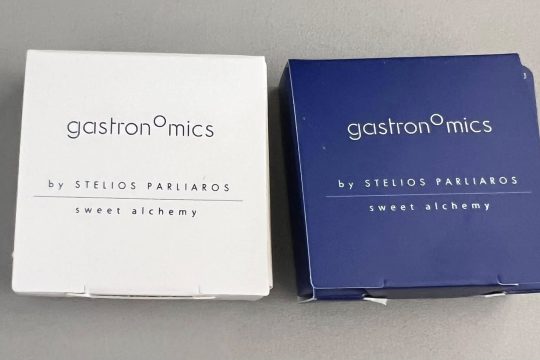 gastronomics
by STELIOS PARLIAROS
sweet alchemy
gastronomics
by STELIOS PARLIAROS
sweet alchemy